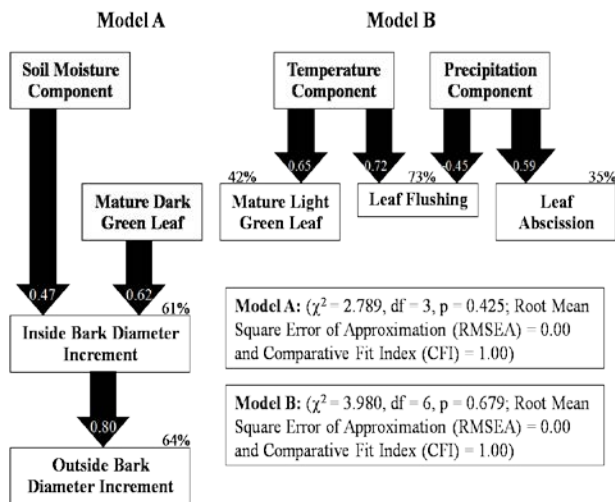 Model A
Model B
Soil Moisture
Component
Temperature
Component
Precipitation
Component
0.65
0.72
-0.45
0.59
42%
73%
35%
Mature Dark
Green Leaf
Mature Light
Green Leaf
Leaf Flushing
Leaf
Abscission
0.47
0.62
61%
Inside Bark Diameter
Increment
0.80
64%
Outside Bark
Diameter Increment
Model A: (χ² = 2.789, df = 3, p = 0.425; Root Mean
Square Error of Approximation (RMSEA) = 0.00
and Comparative Fit Index (CFI) = 1.00)
Model B: (χ² = 3.980, df = 6, p = 0.679; Root Mean
Square Error of Approximation (RMSEA) = 0.00
and Comparative Fit Index (CFI) = 1.00)